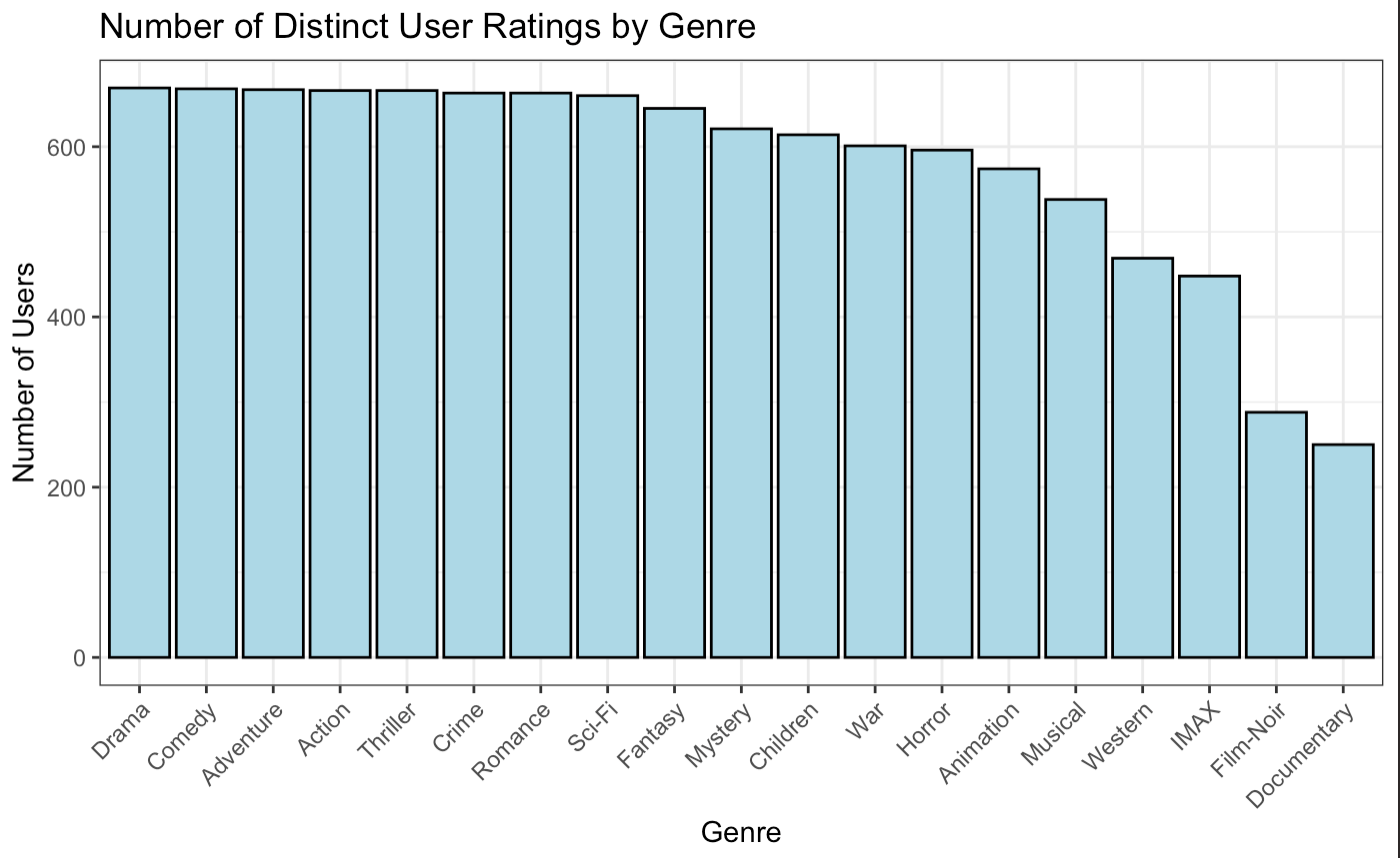 Number of Distinct User Ratings by Genre
Number of Users
600
400
200
0
Drama
Comedy
Adventure
Action
Thriller
Crime
Romance
Sci-Fi
Fantasy
Mystery
Children
War
Horror
Animation
Musical
Western
IMAX
Film-Noir
Documentary
Genre